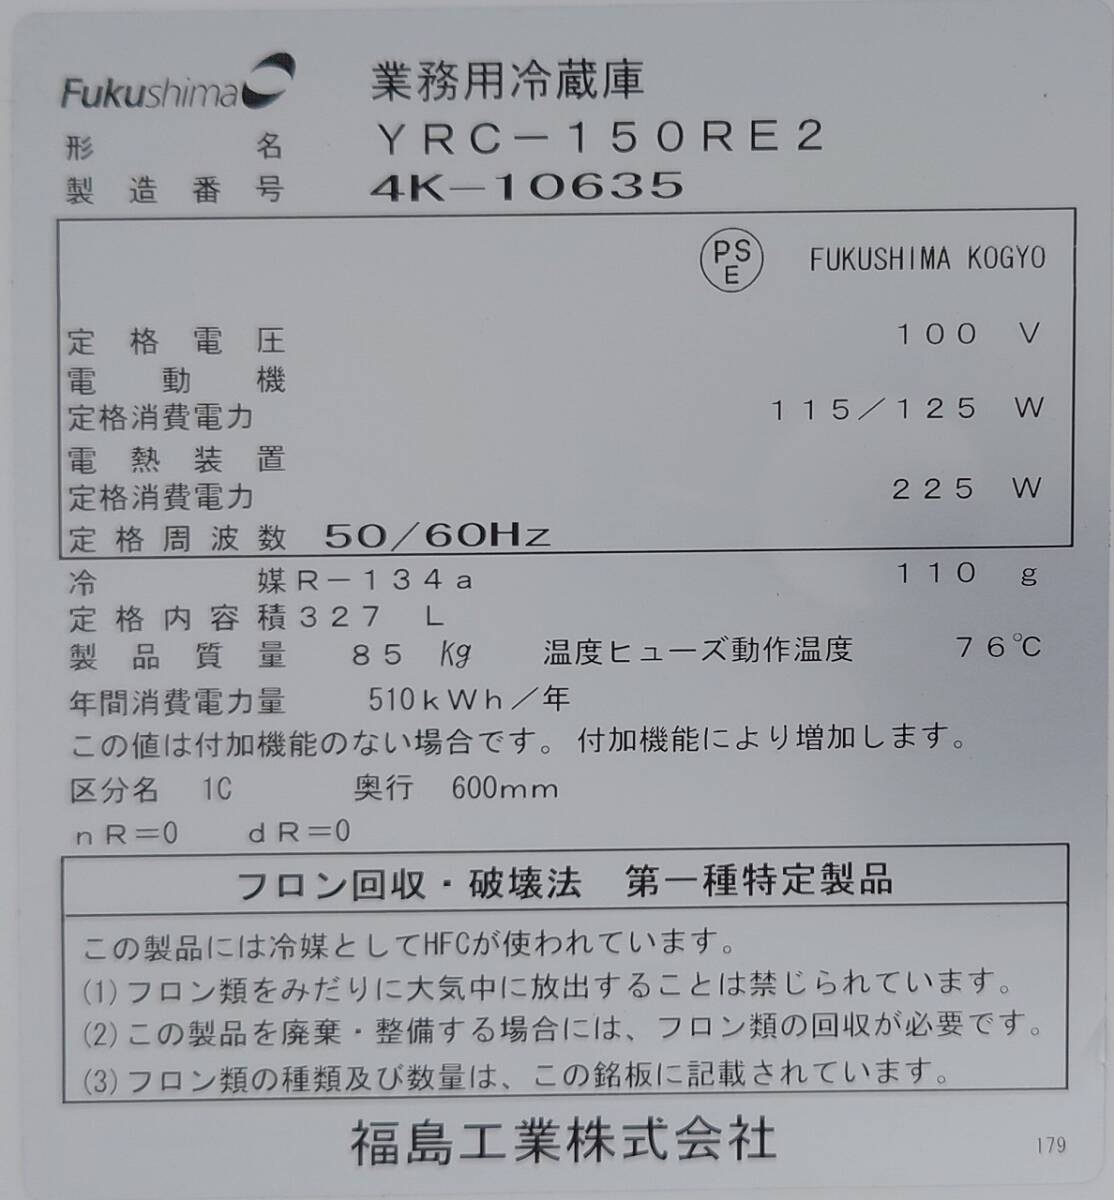 Fukushima 業務用冷蔵庫
形名 YRC-150RE2
製造番号 4K-10635
PSE FUKUSHIMA KOGYO
定格電圧 100 V
電動機
定格消費電力 115/125 W
電熱装置
定格消費電力 225 W
定格周波数 50/60Hz
冷媒 R-134a 110 g
定格内容積 327 L
製品質量 85 Kg 温度ヒューズ動作温度 76℃
年間消費電力量 510kWh/年
この値は付加機能のない場合です。付加機能により増加します。
区分名 1C 奥行 600mm
nR=0 dR=0
フロン回収・破壊法 第一種特定製品
この製品には冷媒としてHFCが使われています。
(1)フロン類をみだりに大気中に放出することは禁じられています。
(2)この製品を廃棄・整備する場合には、フロン類の回収が必要です。
(3)フロン類の種類及び数量は、この銘板に記載されています。
福島工業株式会社 179